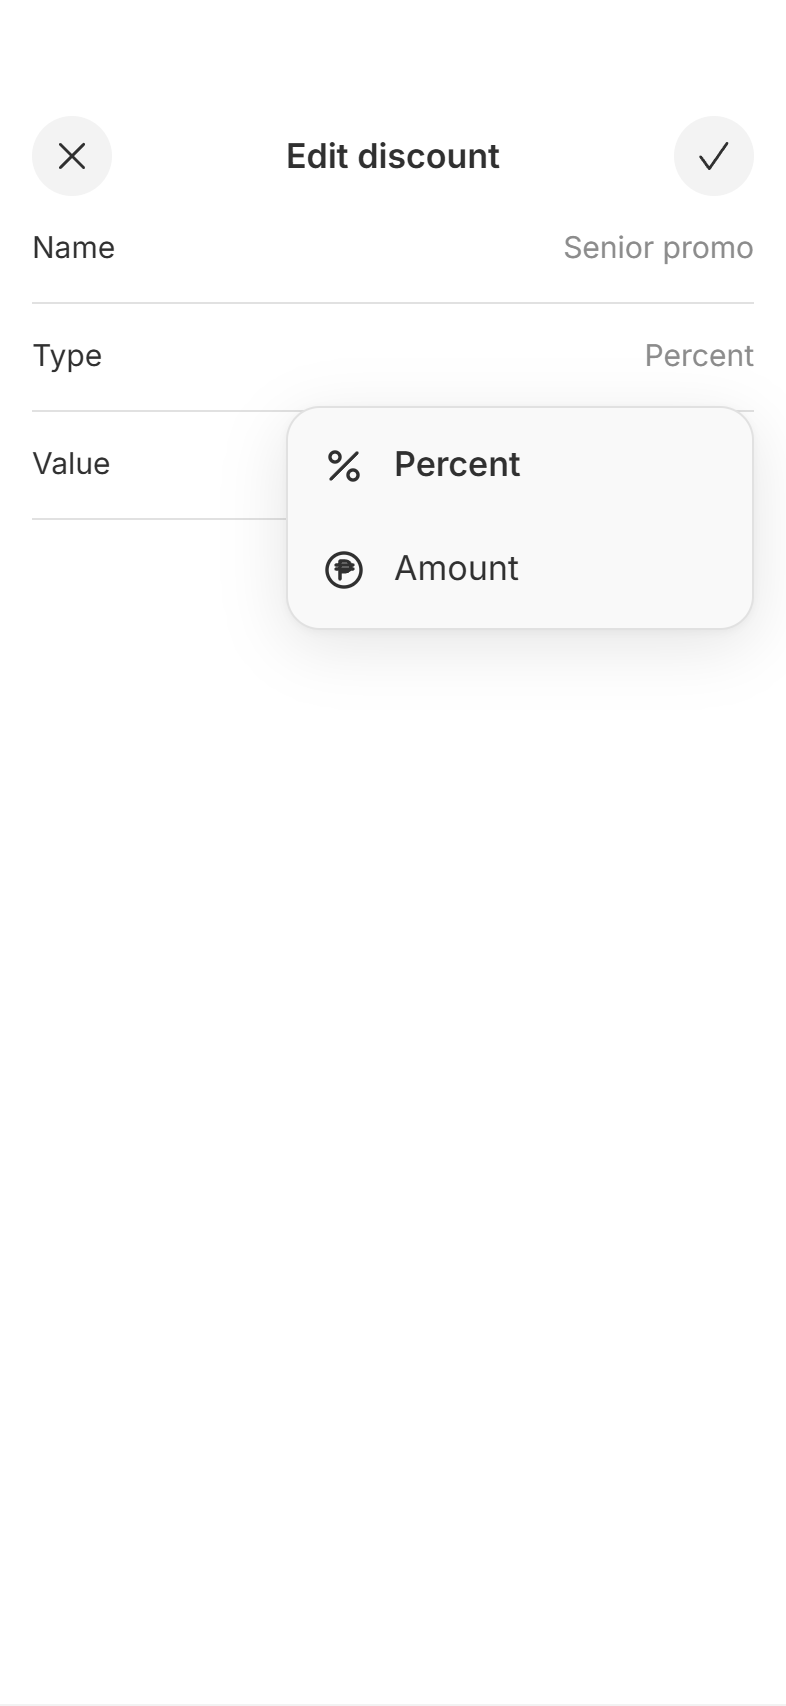 Edit discount
Name Senior promo
Type Percent
Value
% Percent
₱ Amount